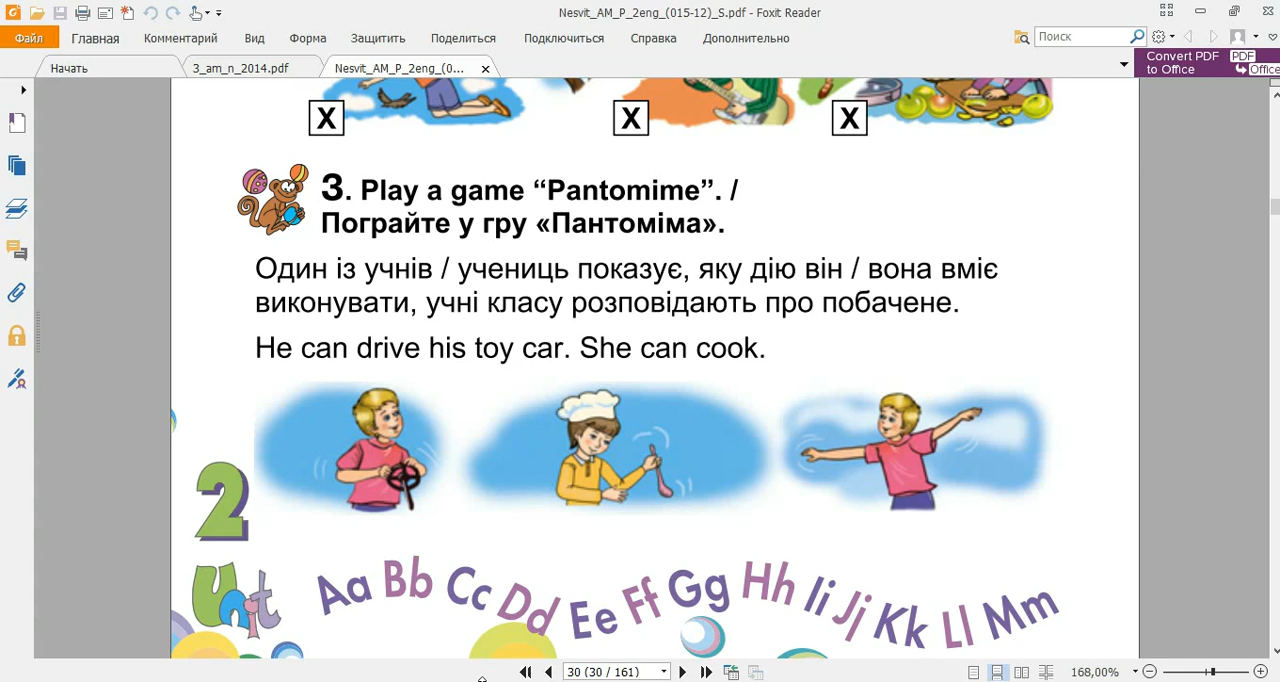 Nesvit_AM_P_2eng_(015-12)_S.pdf - Foxit Reader
Файл Главная Комментарий Вид Форма Защитить Поделиться Подключиться Справка Дополнительно Поиск
Начать 3_am_n_2014.pdf Nesvit_AM_P_2eng_(0... Convert PDF to Office PDF Office
X X X
3. Play a game “Pantomime”. /
Пограйте у гру «Пантоміма».
Один із учнів / учениць показує, яку дію він / вона вміє
виконувати, учні класу розповідають про побачене.
He can drive his toy car. She can cook.
2
Unit
Aa Bb Cc Dd Ee Ff Gg Hh Ii Jj Kk Ll Mm
30 (30 / 161) 168,00%